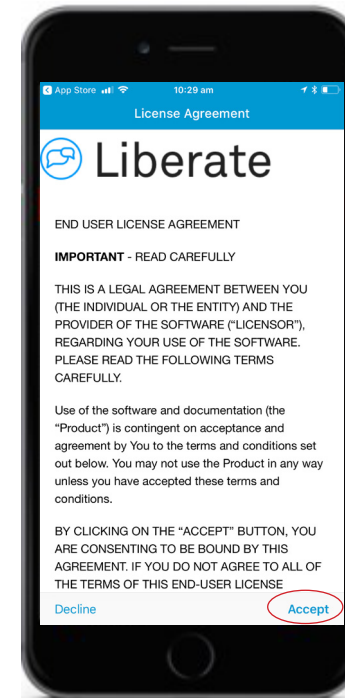 App Store 10:29 am
License Agreement
Liberate
END USER LICENSE AGREEMENT
IMPORTANT - READ CAREFULLY
THIS IS A LEGAL AGREEMENT BETWEEN YOU
(THE INDIVIDUAL OR THE ENTITY) AND THE
PROVIDER OF THE SOFTWARE (“LICENSOR”),
REGARDING YOUR USE OF THE SOFTWARE.
PLEASE READ THE FOLLOWING TERMS
CAREFULLY.
Use of the software and documentation (the
“Product”) is contingent on acceptance and
agreement by You to the terms and conditions set
out below. You may not use the Product in any way
unless you have accepted these terms and
conditions.
BY CLICKING ON THE “ACCEPT” BUTTON, YOU
ARE CONSENTING TO BE BOUND BY THIS
AGREEMENT. IF YOU DO NOT AGREE TO ALL OF
THE TERMS OF THIS END-USER LICENSE
Decline Accept